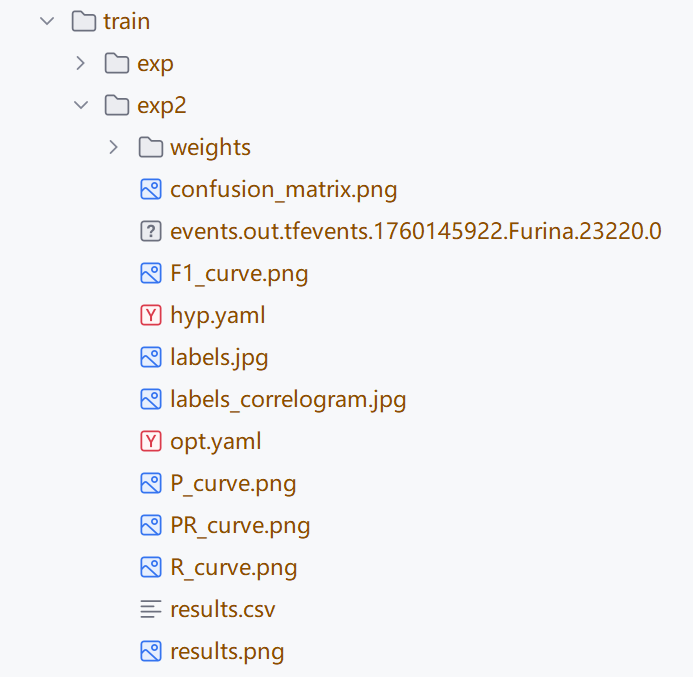 train
exp
exp2
weights
confusion_matrix.png
events.out.tfevents.1760145922.Furina.23220.0
F1_curve.png
hyp.yaml
labels.jpg
labels_correlogram.jpg
opt.yaml
P_curve.png
PR_curve.png
R_curve.png
results.csv
results.png